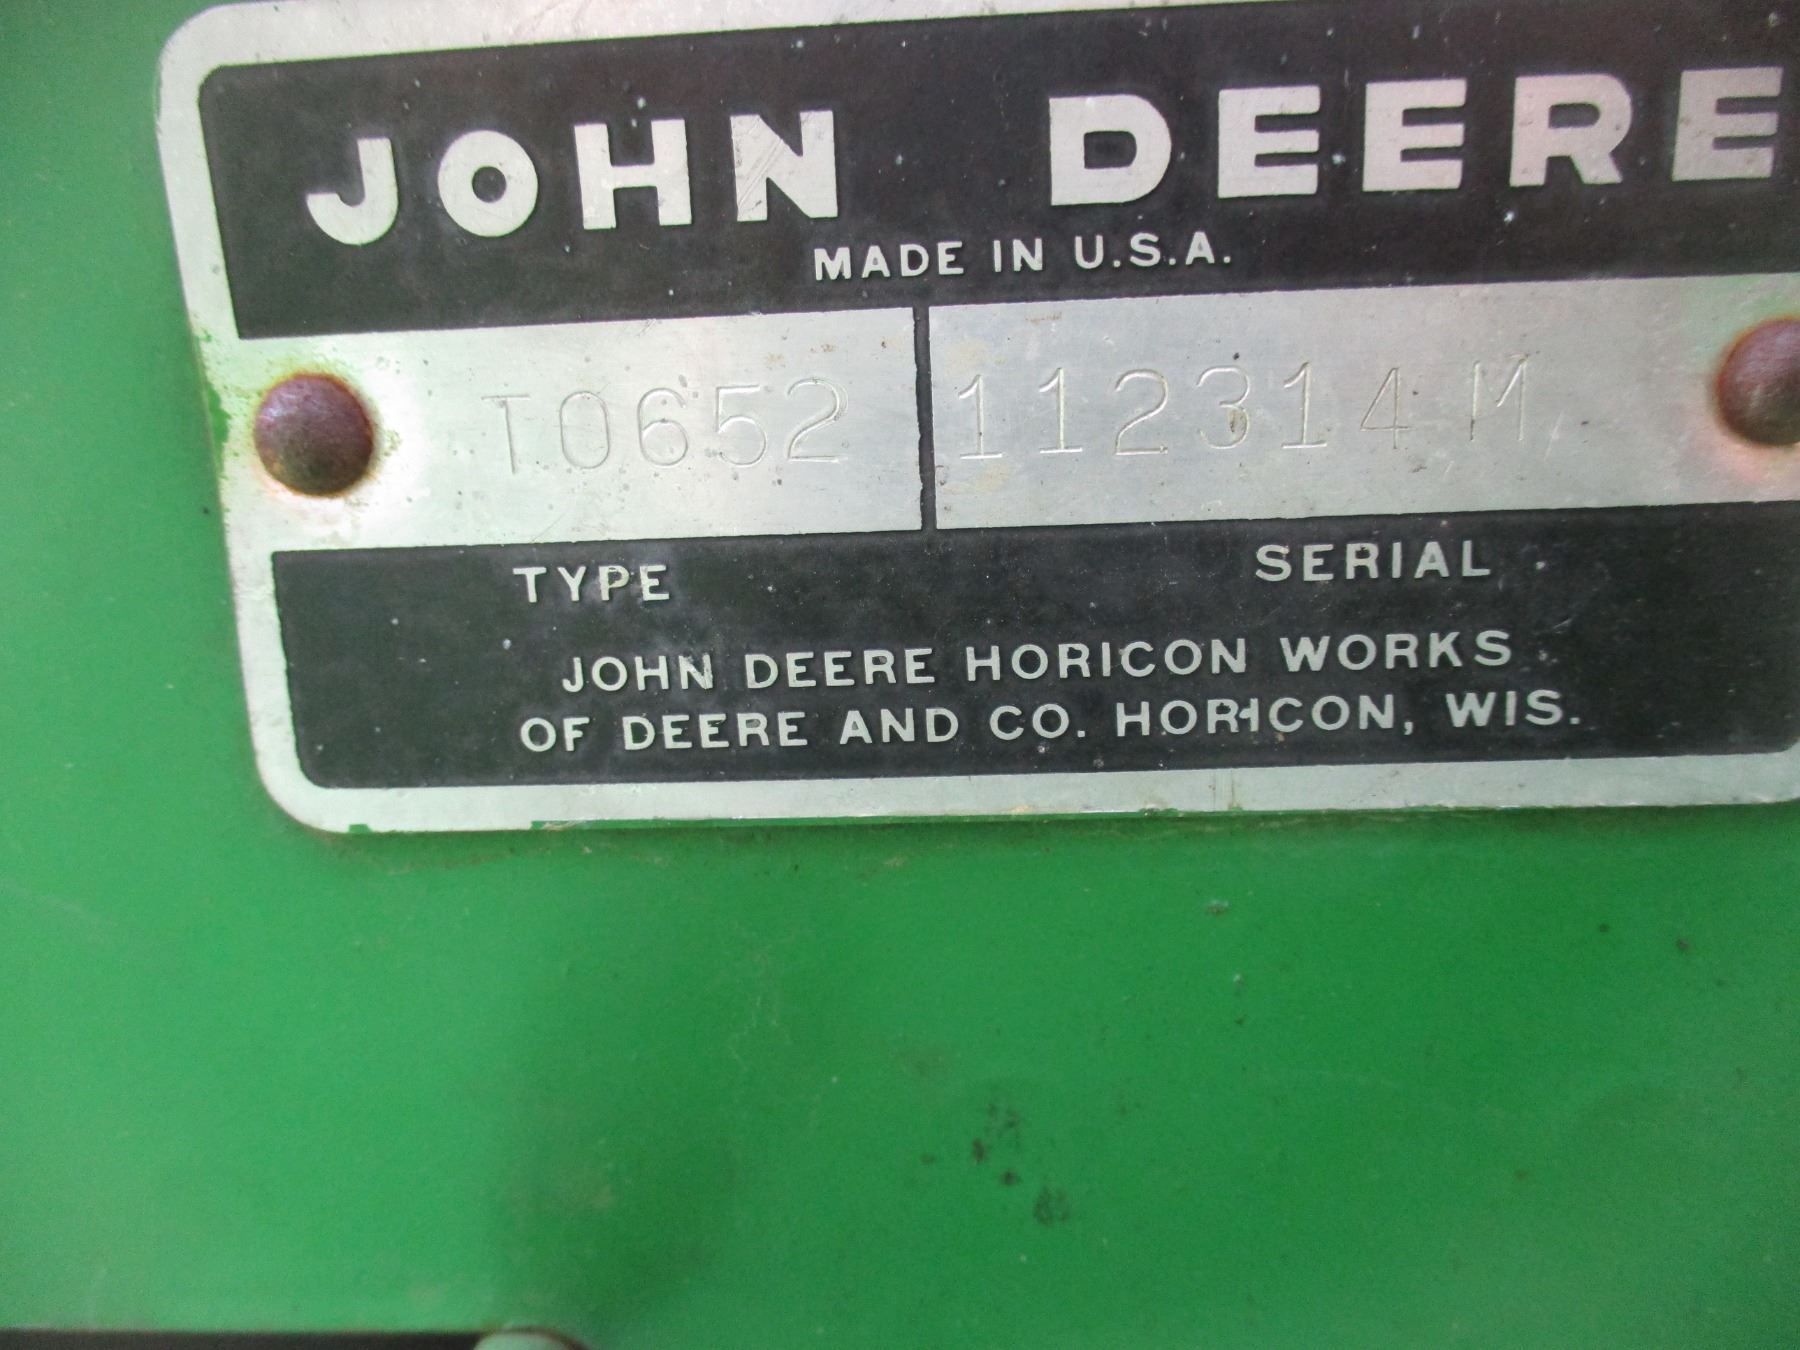 JOHN DEERE
MADE IN U.S.A.
T0652 112314M
TYPE SERIAL
JOHN DEERE HORICON WORKS
OF DEERE AND CO. HORICON, WIS.